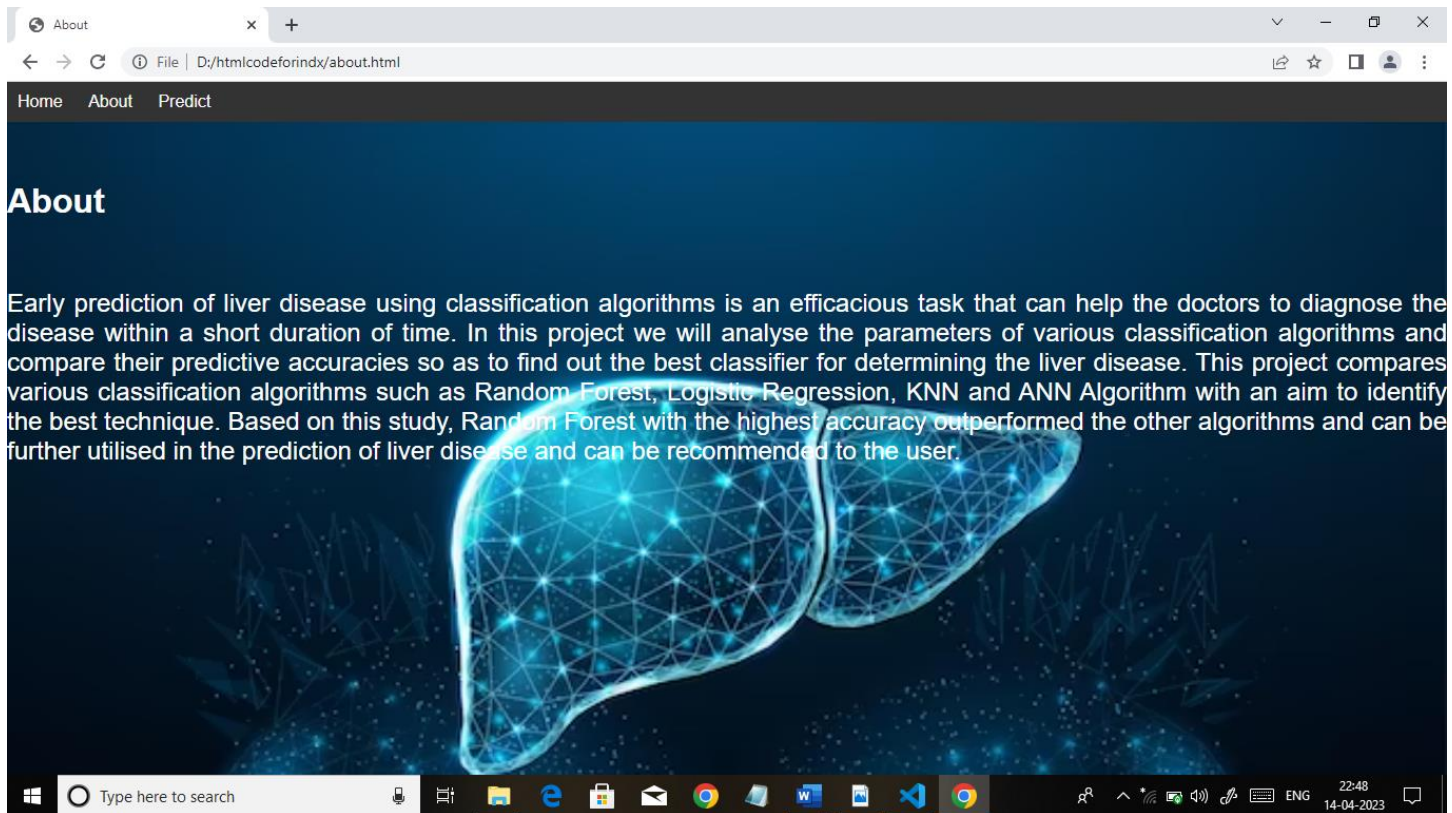 About
File D:/htmlcodeforindx/about.html
Home About Predict
About
Early prediction of liver disease using classification algorithms is an efficacious task that can help the doctors to diagnose the
disease within a short duration of time. In this project we will analyse the parameters of various classification algorithms and
compare their predictive accuracies so as to find out the best classifier for determining the liver disease. This project compares
various classification algorithms such as Random Forest, Logistic Regression, KNN and ANN Algorithm with an aim to identify
the best technique. Based on this study, Random Forest with the highest accuracy outperformed the other algorithms and can be
further utilised in the prediction of liver disease and can be recommended to the user.
Type here to search
W
ENG
22:48
14-04-2023